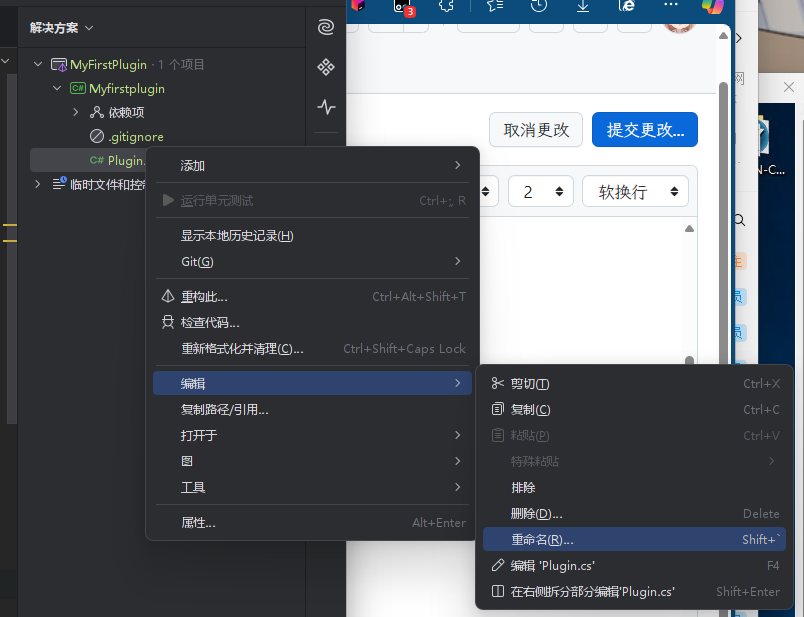 解决方案
MyFirstPlugin · 1 个项目
C# Myfirstplugin
依赖项
.gitignore
C# Plugin.
临时文件和控制
3
取消更改
提交更改...
2
软换行
网
N-C...
员
员
添加
运行单元测试 Ctrl+;, R
显示本地历史记录(H)
Git(G)
重构此... Ctrl+Alt+Shift+T
检查代码...
重新格式化并清理(C)... Ctrl+Shift+Caps Lock
编辑
复制路径/引用...
打开于
图
工具
属性... Alt+Enter
剪切(T) Ctrl+X
复制(C) Ctrl+C
粘贴(P) Ctrl+V
特殊粘贴
排除
删除(D)... Delete
重命名(R)... Shift+`
编辑 'Plugin.cs' F4
在右侧拆分部分编辑'Plugin.cs' Shift+Enter